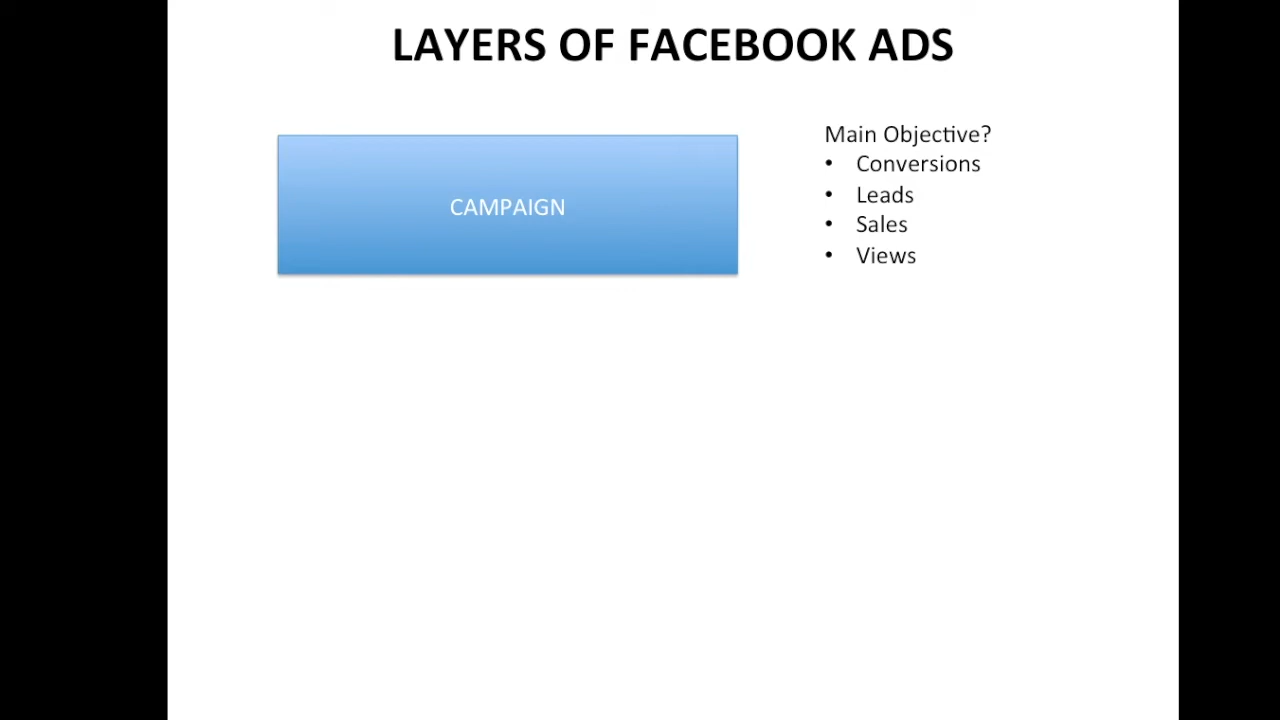 LAYERS OF FACEBOOK ADS
CAMPAIGN
Main Objective?
• Conversions
• Leads
• Sales
• Views